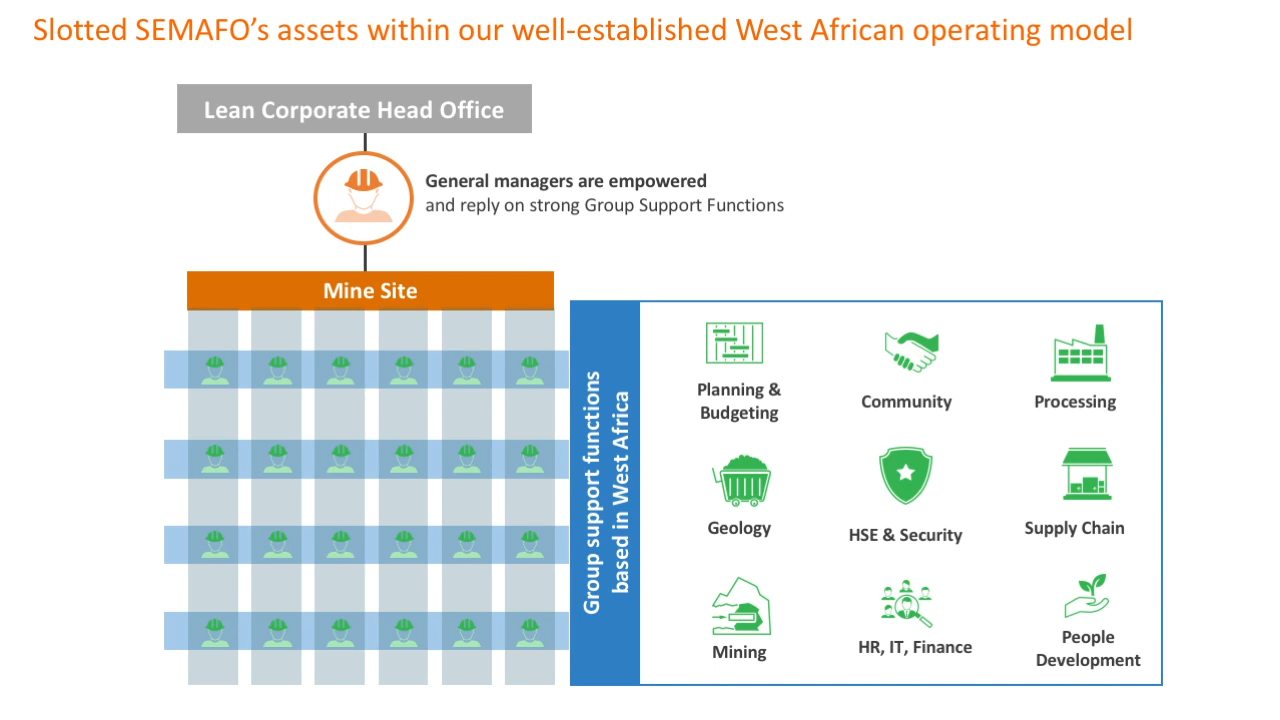 Slotted SEMAFO’s assets within our well-established West African operating model
Lean Corporate Head Office
General managers are empowered
and reply on strong Group Support Functions
Mine Site
Group support functions
based in West Africa
Planning &
Budgeting
Community
Processing
Geology
HSE & Security
Supply Chain
Mining
HR, IT, Finance
People
Development